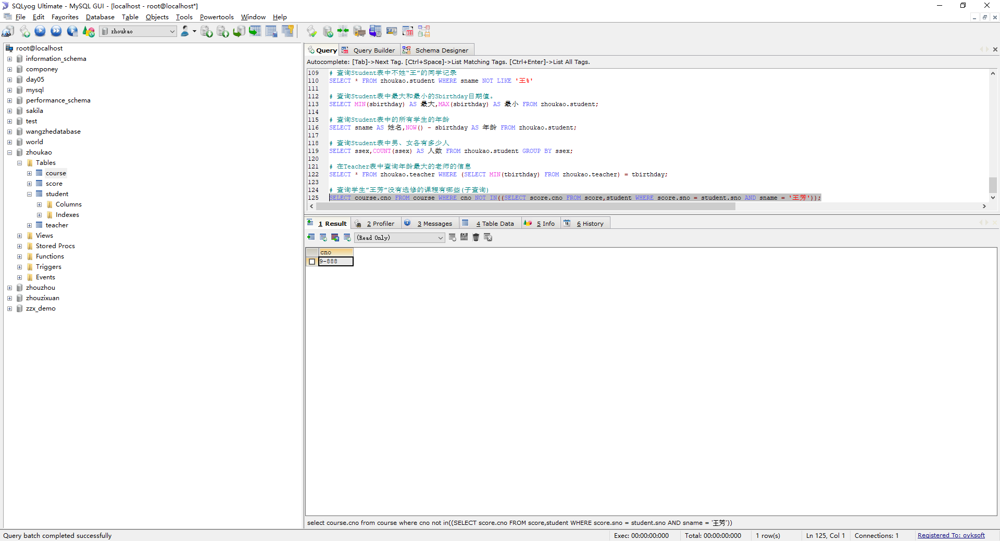 SQLyog Ultimate - MySQL GUI - [localhost - root@localhost*]
File Edit Favorites Database Table Objects Tools Powertools Window Help
zhoukao
root@localhost
information_schema
componey
day05
mysql
performance_schema
sakila
test
wangzhedatabase
world
zhoukao
Tables
course
score
student
Columns
Indexes
teacher
Views
Stored Procs
Functions
Triggers
Events
zhouzhou
zhouzixuan
zzx_demo
Query Query Builder Schema Designer
Autocomplete: [Tab]->Next Tag. [Ctrl+Space]->List Matching Tags. [Ctrl+Enter]->List All Tags.
109 # 查询Student表中不姓“王”的同学记录
110 SELECT * FROM zhoukao.student WHERE sname NOT LIKE '王%'
111
112 # 查询Student表中最大和最小的Sbirthday日期值。
113 SELECT MIN(sbirthday) AS 最大,MAX(sbirthday) AS 最小 FROM zhoukao.student;
114
115 # 查询Student表中的所有学生的年龄
116 SELECT sname AS 姓名,NOW() - sbirthday AS 年龄 FROM zhoukao.student;
117
118 # 查询Student表中男、女各有多少人
119 SELECT ssex,COUNT(ssex) AS 人数 FROM zhoukao.student GROUP BY ssex;
120
121 # 在Teacher表中查询年龄最大的老师的信息
122 SELECT * FROM zhoukao.teacher WHERE (SELECT MIN(tbirthday) FROM zhoukao.teacher) = tbirthday;
123
124 # 查询学生”王芳”没有选修的课程有哪些(子查询)
125 SELECT course.cno FROM course WHERE cno NOT IN((SELECT score.cno FROM score,student WHERE score.sno = student.sno AND sname = '王芳'));
1 Result 2 Profiler 3 Messages 4 Table Data 5 Info 18 6 History
(Read Only)
cno
9-888
select course.cno from course where cno not in((SELECT score.cno FROM score,student WHERE score.sno = student.sno AND sname = '王芳'))
Query batch completed successfully
Exec: 00:00:00:000 Total: 00:00:00:000 1 row(s) Ln 125, Col 1 Connections: 1 Registered To: ovksoft